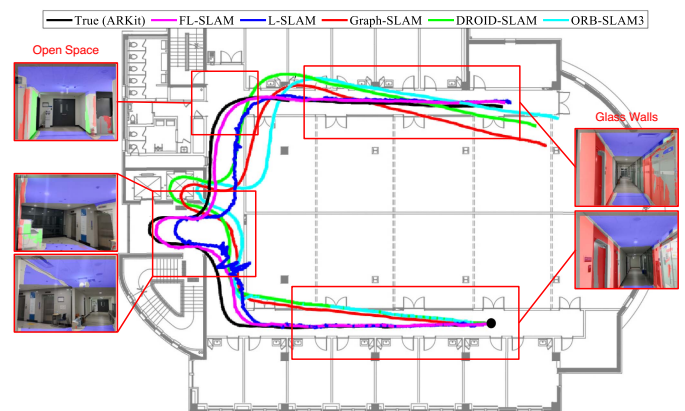 True (ARKit) FL-SLAM L-SLAM Graph-SLAM DROID-SLAM ORB-SLAM3
Open Space
Glass Walls